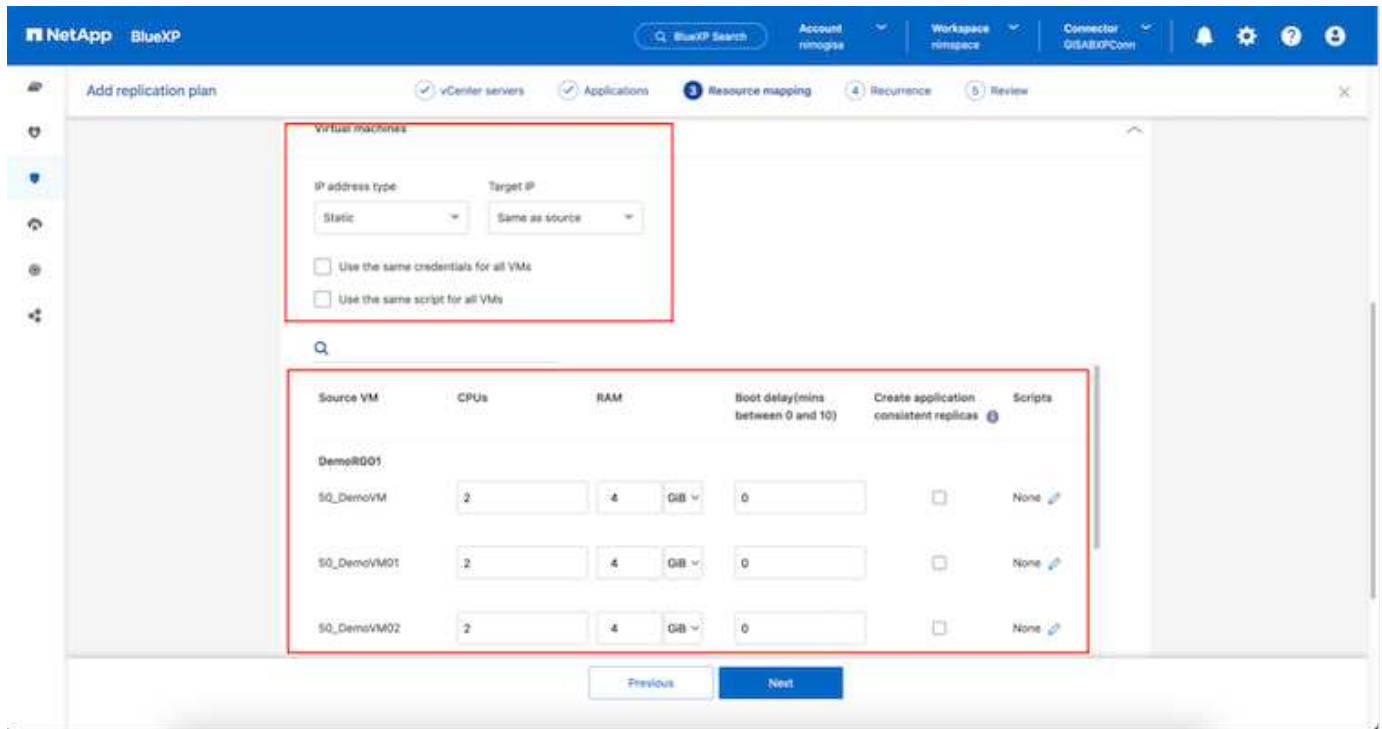 NetApp BlueXP BlueXP Search Account nimogisa Workspace nimspace Connector GISABXPConn
Add replication plan vCenter servers Applications 3 Resource mapping 4 Recurrence 5 Review
Virtual machines
IP address type Target IP
Static Same as source
Use the same credentials for all VMs
Use the same script for all VMs
Source VM CPUs RAM Boot delay(mins between 0 and 10) Create application consistent replicas Scripts
DemoRG01
SQ_DemoVM 2 4 GiB 0 None
SQ_DemoVM01 2 4 GiB 0 None
SQ_DemoVM02 2 4 GiB 0 None
Previous Next